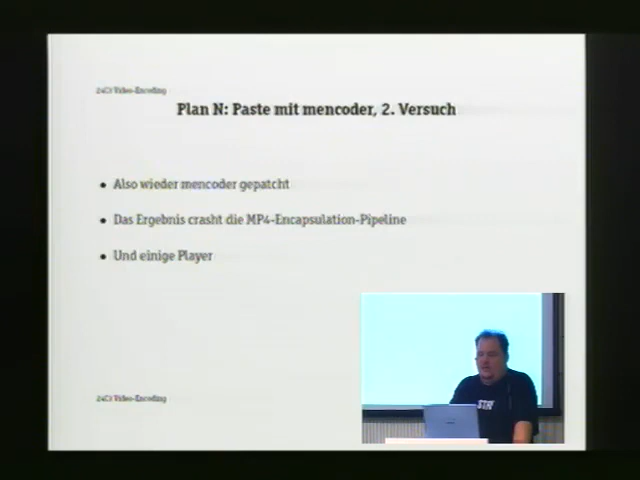 24C3 Video-Encoding
Plan N: Paste mit mencoder, 2. Versuch
Also wieder mencoder gepatcht
Das Ergebnis crasht die MP4-Encapsulation-Pipeline
Und einige Player
24C3 Video-Encoding